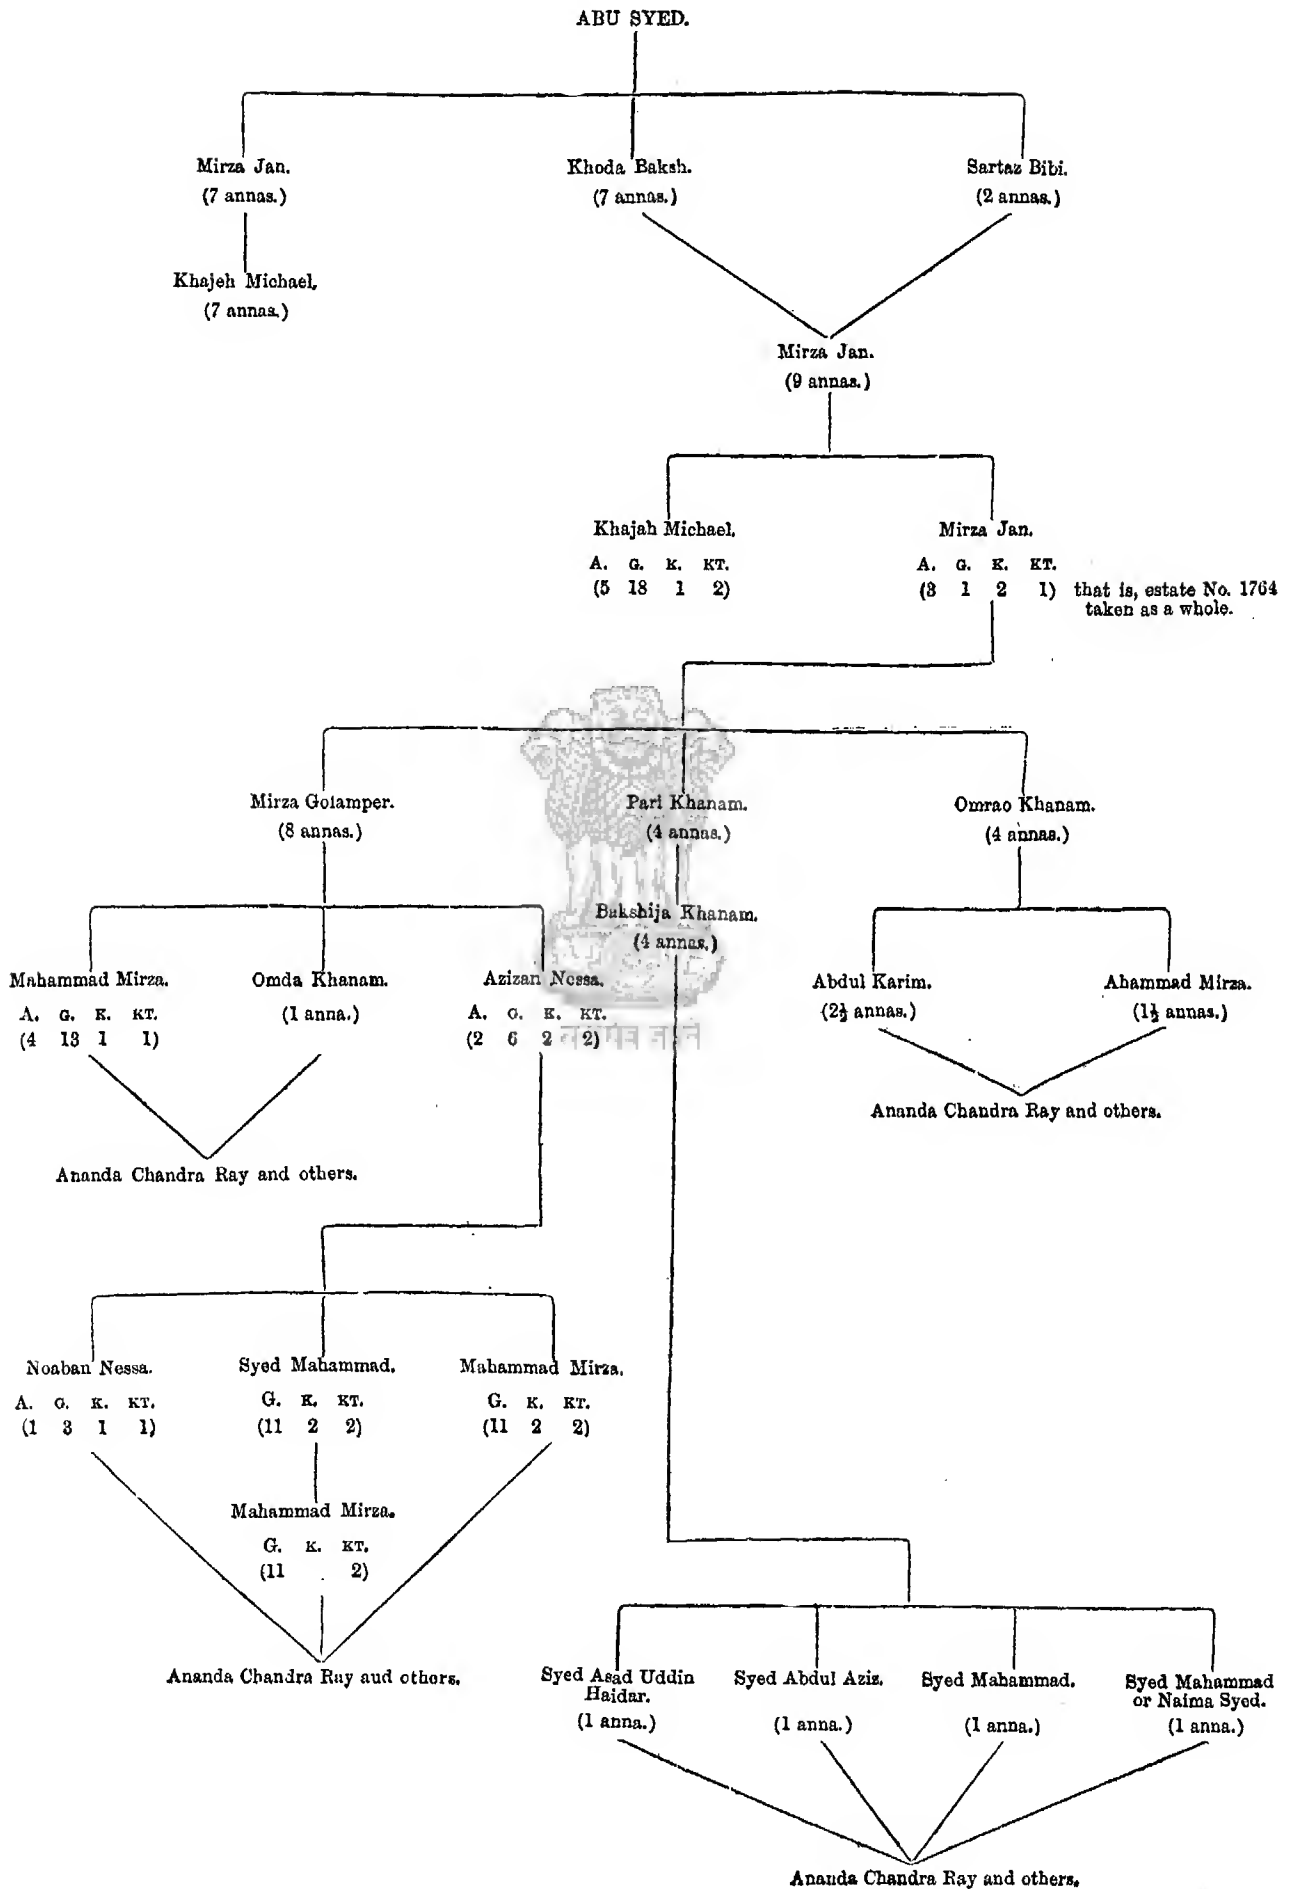 ABU SYED.
Mirza Jan. Khoda Baksh. Sartaz Bibi.
(7 annas.) (7 annas.) (2 annas.)
Khajeh Michael.
(7 annas.)
Mirza Jan.
(9 annas.)
Khajah Michael. Mirza Jan.
A. G. K. KT. A. G. K. KT.
(5 18 1 2) (3 1 2 1) that is, estate No. 1764
taken as a whole.
Mirza Golamper. Pari Khanam. Omrao Khanam.
(8 annas.) (4 annas.) (4 annas.)
Bakshija Khanam.
(4 annas.)
Mahammad Mirza. Omda Khanam. Azizan Nessa. Abdul Karim. Ahammad Mirza.
A. G. K. KT. (1 anna.) A. G. K. KT. (2½ annas.) (1½ annas.)
(4 13 1 1) (2 6 2 2)
सत्यमेव जयते
Ananda Chandra Ray and others.
Ananda Chandra Ray and others.
Noaban Nessa. Syed Mahammad. Mahammad Mirza.
A. G. K. KT. G. K. KT. G. K. KT.
(1 3 1 1) (11 2 2) (11 2 2)
Mahammad Mirza.
G. K. KT.
(11 2)
Ananda Chandra Ray aud others.
Syed Asad Uddin Syed Abdul Aziz. Syed Mahammad. Syed Mahammad
Haidar. or Naima Syed.
(1 anna.) (1 anna.) (1 anna.) (1 anna.)
Ananda Chandra Ray and others.